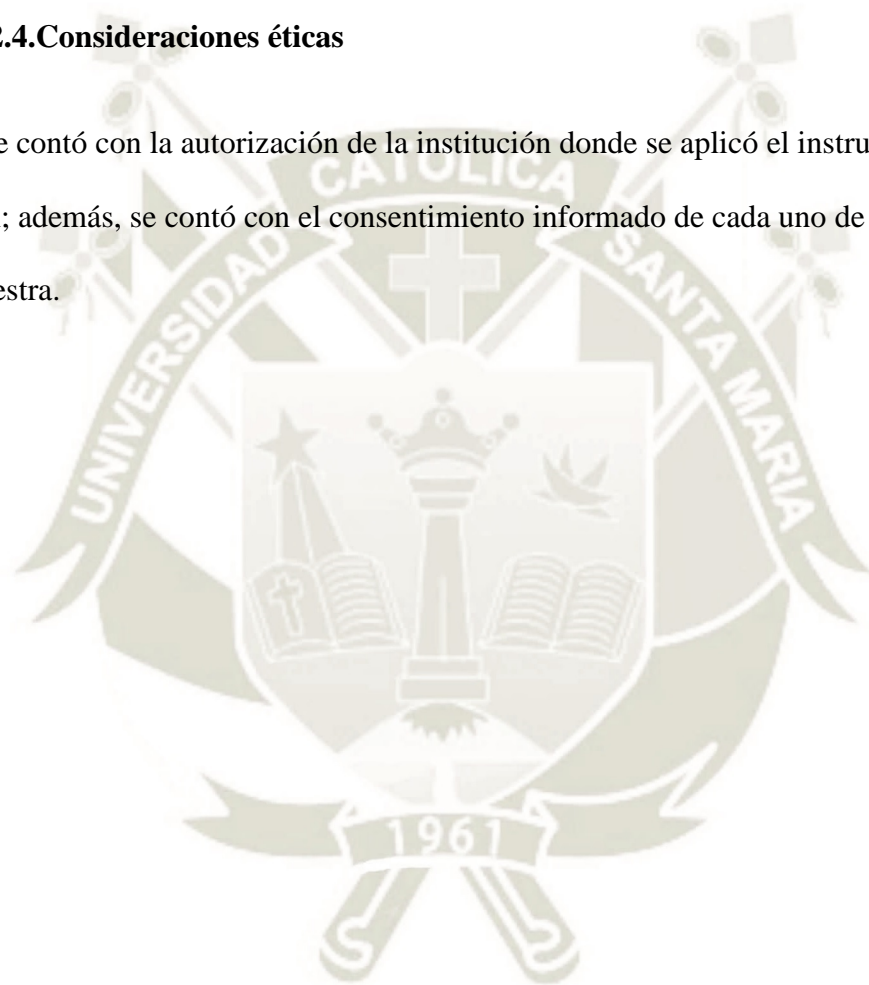 2.4.Consideraciones éticas
e contó con la autorización de la institución donde se aplicó el instru
; además, se contó con el consentimiento informado de cada uno de
estra.
CATOLICA
UNIVERSIDAD
SANTA MARIA
1961